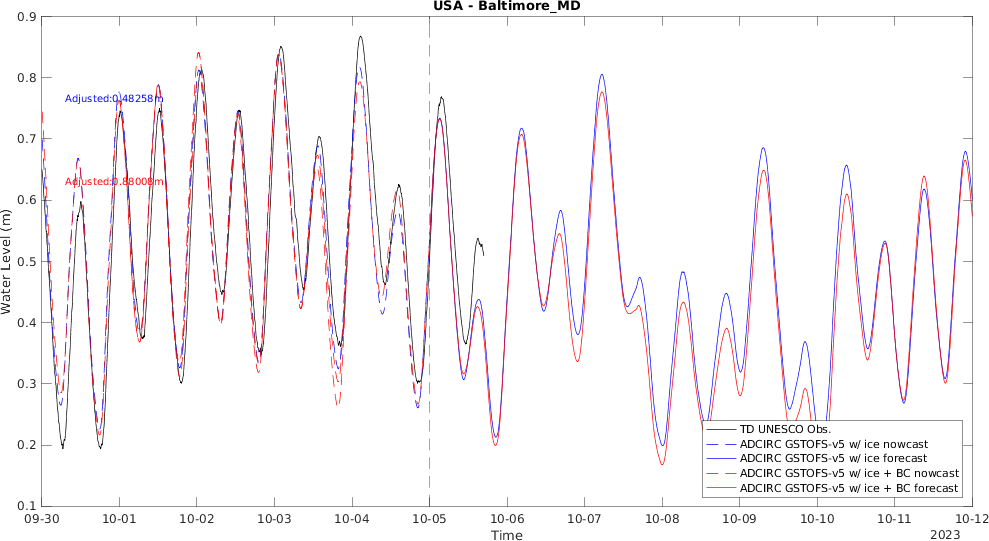 USA - Baltimore_MD
Water Level (m)
0.9
0.8
0.7
0.6
0.5
0.4
0.3
0.2
0.1
Adjusted:0.48258m
Adjusted:0.88008m
TD UNESCO Obs.
ADCIRC GSTOFS-v5 w/ ice nowcast
ADCIRC GSTOFS-v5 w/ ice forecast
ADCIRC GSTOFS-v5 w/ ice + BC nowcast
ADCIRC GSTOFS-v5 w/ ice + BC forecast
09-30 10-01 10-02 10-03 10-04 10-05 10-06 10-07 10-08 10-09 10-10 10-11 10-12
Time
2023